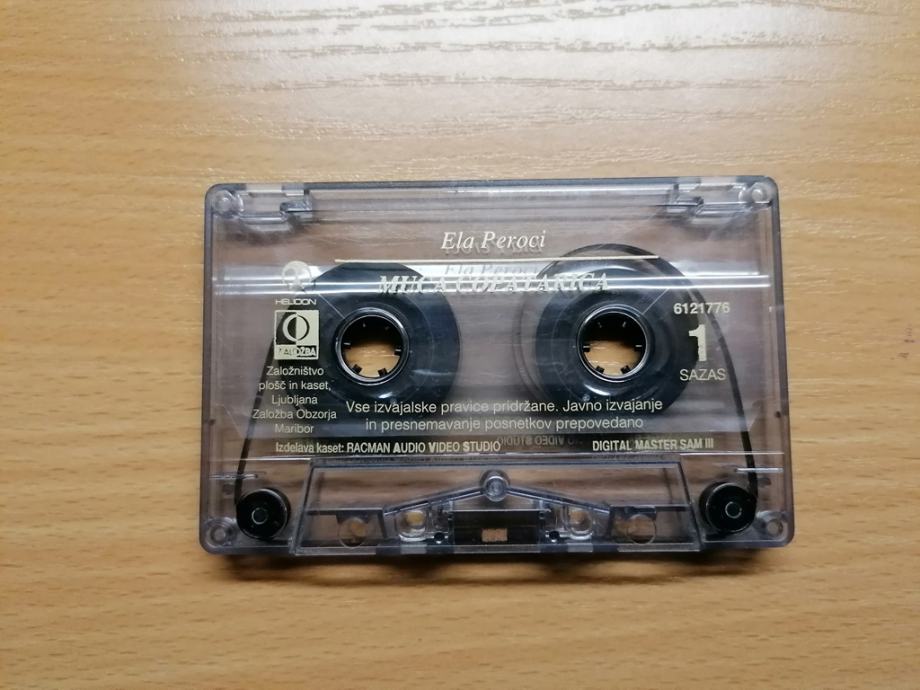 Ela Peroci
MUCA COPATARICA
HELIDON
ZALOŽBA
Založništvo
plošč in kaset,
Ljubljana
Založba Obzorja
Maribor
6121776
1
SAZAS
Vse izvajalske pravice pridržane. Javno izvajanje
in presnemavanje posnetkov prepovedano
Izdelava kaset: RACMAN AUDIO VIDEO STUDIO
DIGITAL MASTER SAM III